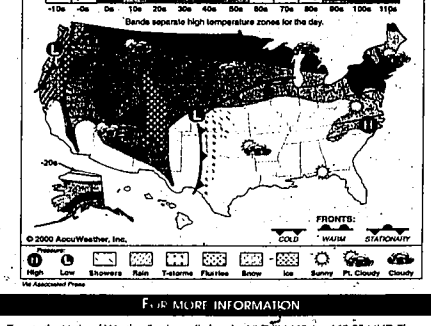 -10s -0s 0s 10s 20s 30s 40s 50s 60s 70s 80s 90s 100s 110s
Bands separate high temperature zones for the day.
L
L
H
-20s
FRONTS:
COLD WARM STATIONARY
© 2000 AccuWeather, Inc.
Pressure:
H L
High Low Showers Rain T-storms Flurries Snow Ice Sunny Pt. Cloudy Cloudy
Via Associated Press
FOR MORE INFORMATION